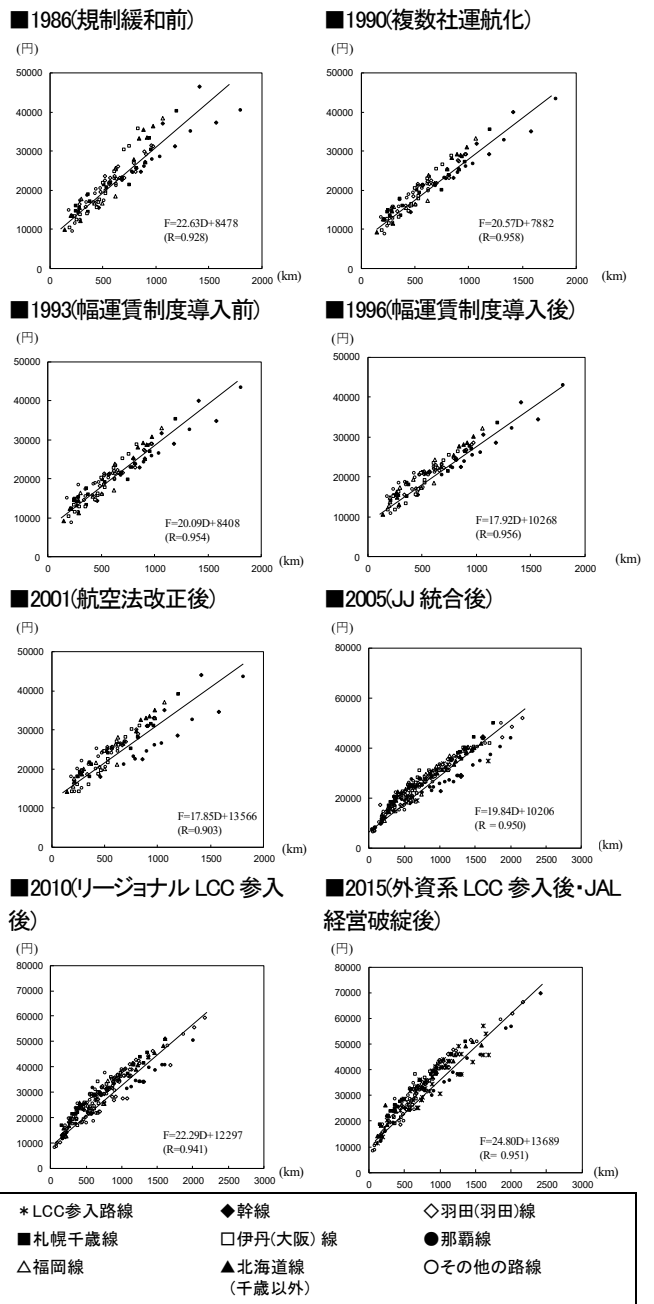 ■1986(規制緩和前)
(円)
50000
40000
30000
20000
10000
0
0 500 1000 1500 2000 (km)
F=22.63D+8478
(R=0.928)
■1990(複数社運航化)
(円)
50000
40000
30000
20000
10000
0
0 500 1000 1500 2000 (km)
F=20.57D+7882
(R=0.958)
■1993(幅運賃制度導入前)
(円)
50000
40000
30000
20000
10000
0
0 500 1000 1500 2000 (km)
F=20.09D+8408
(R=0.954)
■1996(幅運賃制度導入後)
(円)
50000
40000
30000
20000
10000
0
0 500 1000 1500 2000 (km)
F=17.92D+10268
(R=0.956)
■2001(航空法改正後)
(円)
50000
40000
30000
20000
10000
0
0 500 1000 1500 2000 (km)
F=17.85D+13566
(R=0.903)
■2005(JJ統合後)
(円)
80000
60000
40000
20000
0
0 500 1000 1500 2000 2500 3000 (km)
F=19.84D+10206
(R = 0.950)
■2010(リージョナル LCC 参入
後)
(円)
80000
70000
60000
50000
40000
30000
20000
10000
0
0 500 1000 1500 2000 2500 3000 (km)
F=22.29D+12297
(R=0.941)
■2015(外資系 LCC 参入後・JAL
経営破綻後)
(円)
80000
70000
60000
50000
40000
30000
20000
10000
0
0 500 1000 1500 2000 2500 3000 (km)
F=24.80D+13689
(R= 0.951)
＊LCC参入路線 ◆幹線 ◇羽田(羽田)線
■札幌千歳線 □伊丹(大阪) 線 ●那覇線
△福岡線 ▲北海道線 ○その他の路線
(千歳以外)